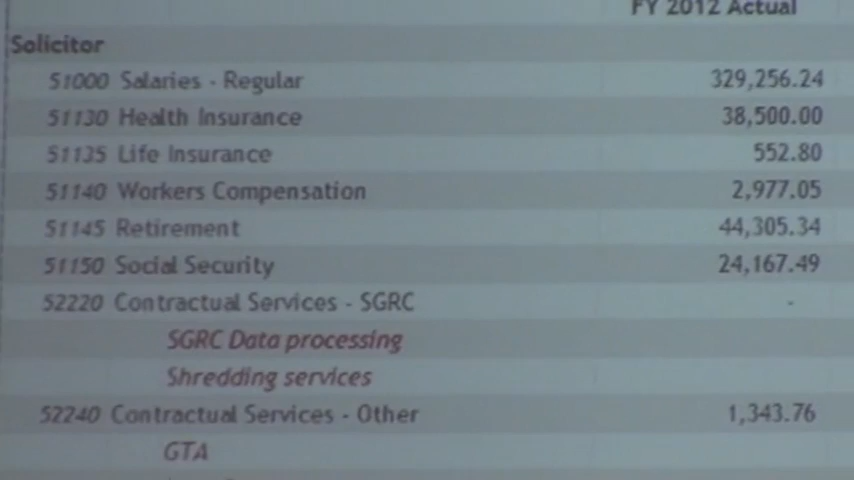 FY 2012 Actual
Solicitor
51000 Salaries - Regular 329,256.24
51130 Health Insurance 38,500.00
51135 Life Insurance 552.80
51140 Workers Compensation 2,977.05
51145 Retirement 44,305.34
51150 Social Security 24,167.49
52220 Contractual Services - SGRC -
SGRC Data processing
Shredding services
52240 Contractual Services - Other 1,343.76
GTA